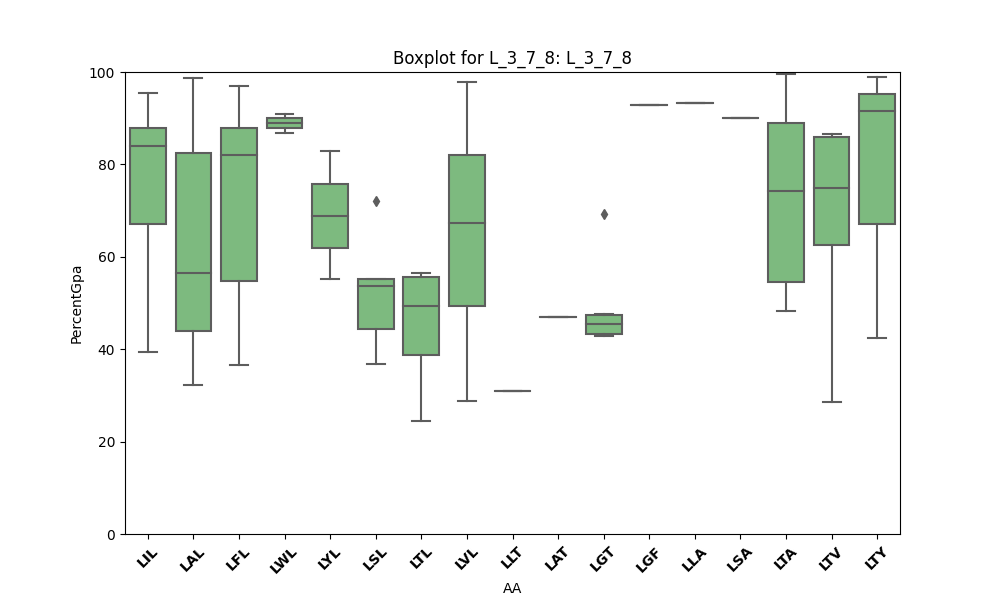 Boxplot for L_3_7_8: L_3_7_8
100
80
60
40
20
0
PercentGpa
LIL LAL LFL LWL LYL LSL LTL LVL LLT LAT LGT LGF LLA LSA LTA LTV LTY
AA